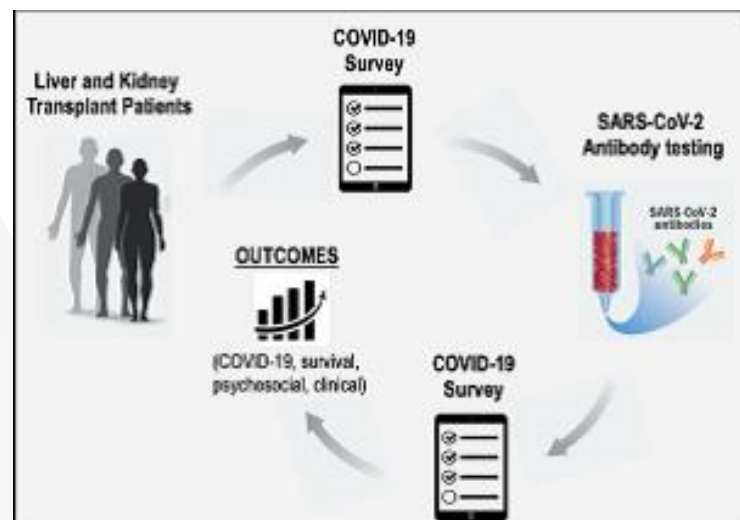 COVID-19
Survey
Liver and Kidney
Transplant Patients
SARS-CoV-2
Antibody testing
SARS-CoV-2
antibodies
OUTCOMES
(COVID-19, survival,
psychosocial, clinical)
COVID-19
Survey